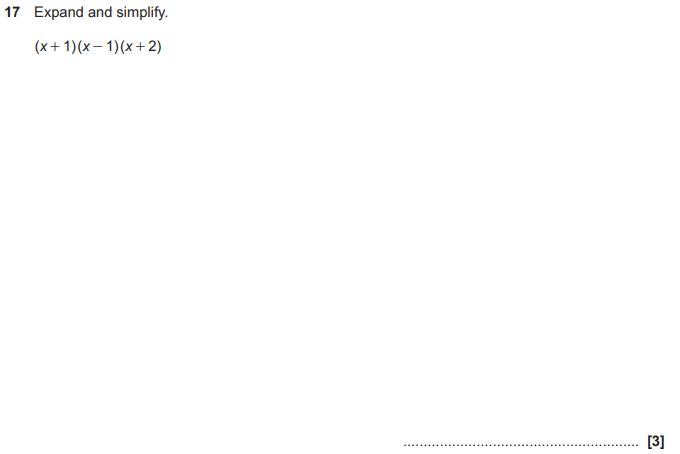 17 Expand and simplify.
(x + 1)(x − 1)(x + 2)
.......................................................... [3]